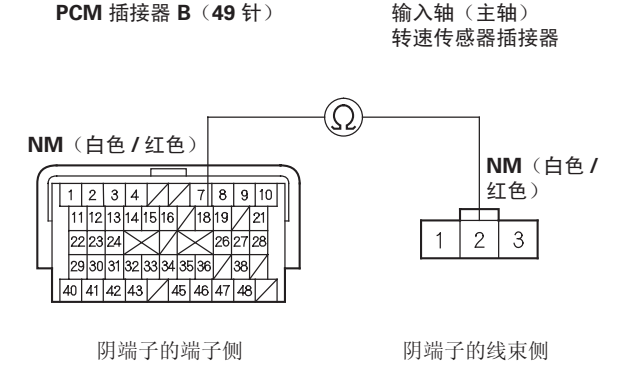 PCM 插接器 B（49 针）
输入轴（主轴）
转速传感器插接器
Ω
NM（白色 / 红色）
NM（白色 /
红色）
1 2 3 4 7 8 9 10
11 12 13 14 15 16 18 19 21
22 23 24 26 27 28
29 30 31 32 33 34 35 36 38
40 41 42 43 45 46 47 48
1 2 3
阴端子的端子侧
阴端子的线束侧